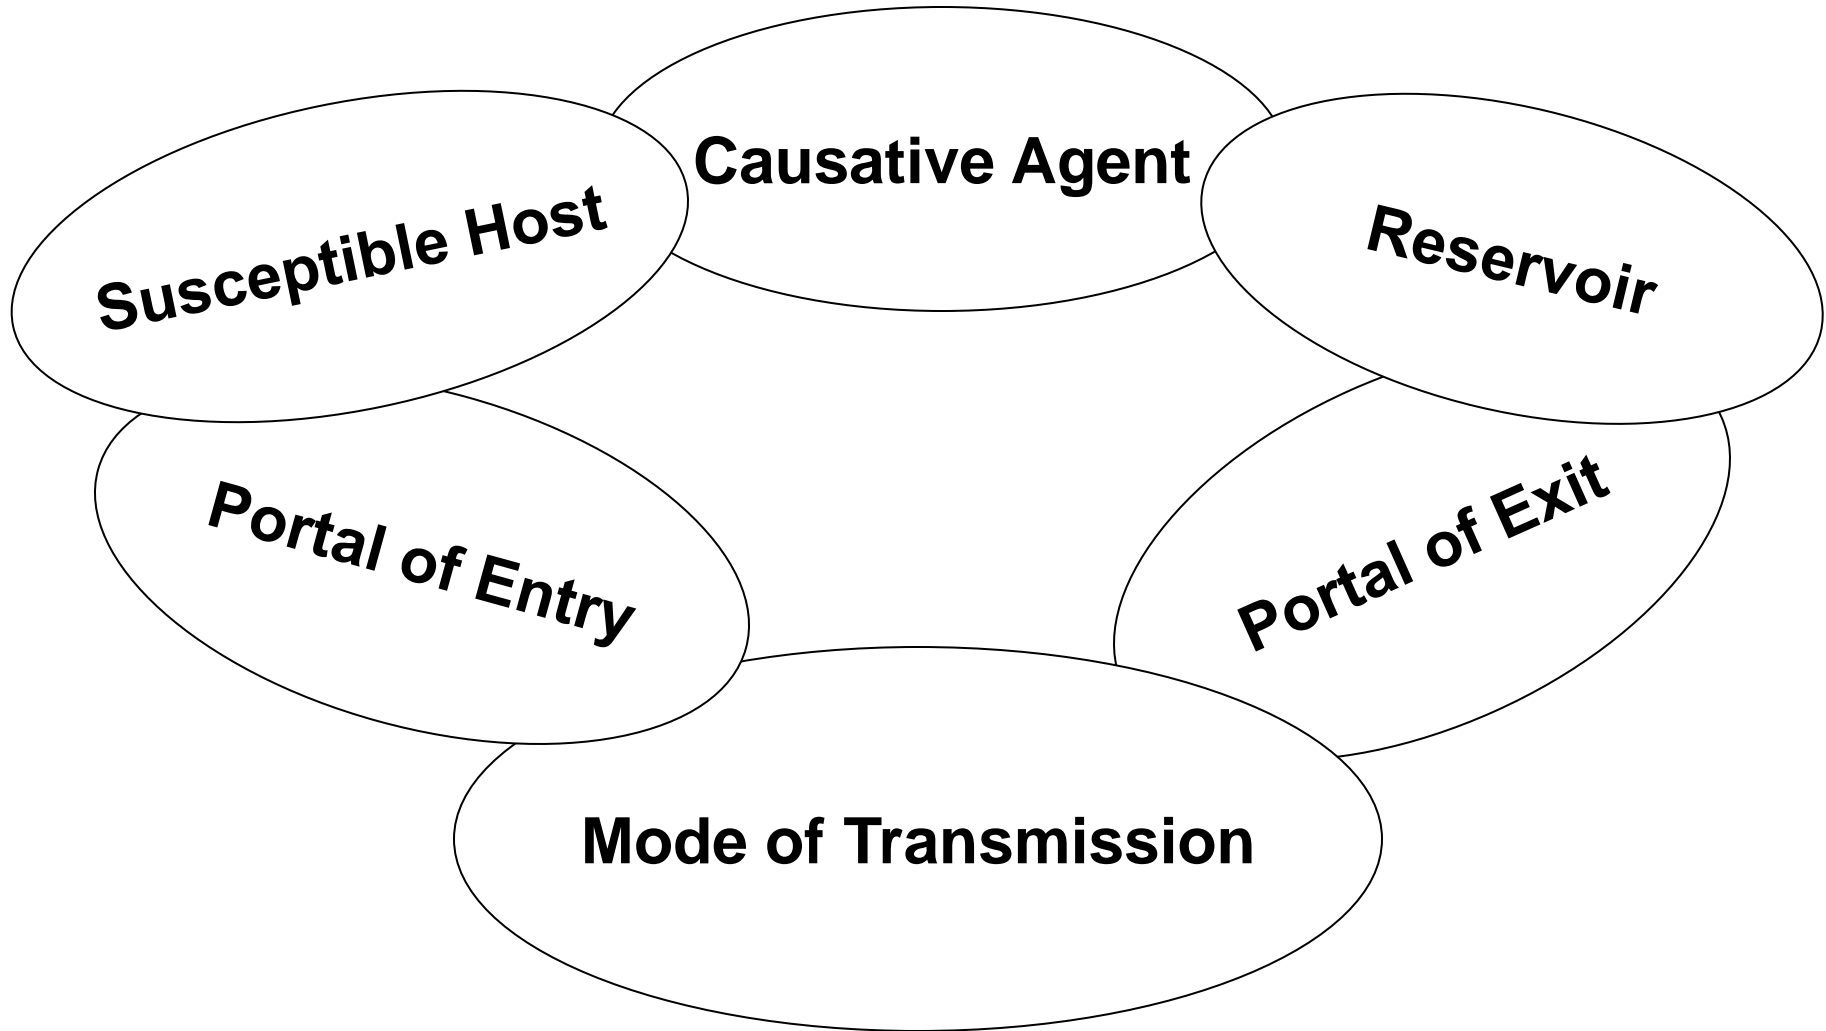 Causative Agent
Susceptible Host
Reservoir
Portal of Entry
Portal of Exit
Mode of Transmission